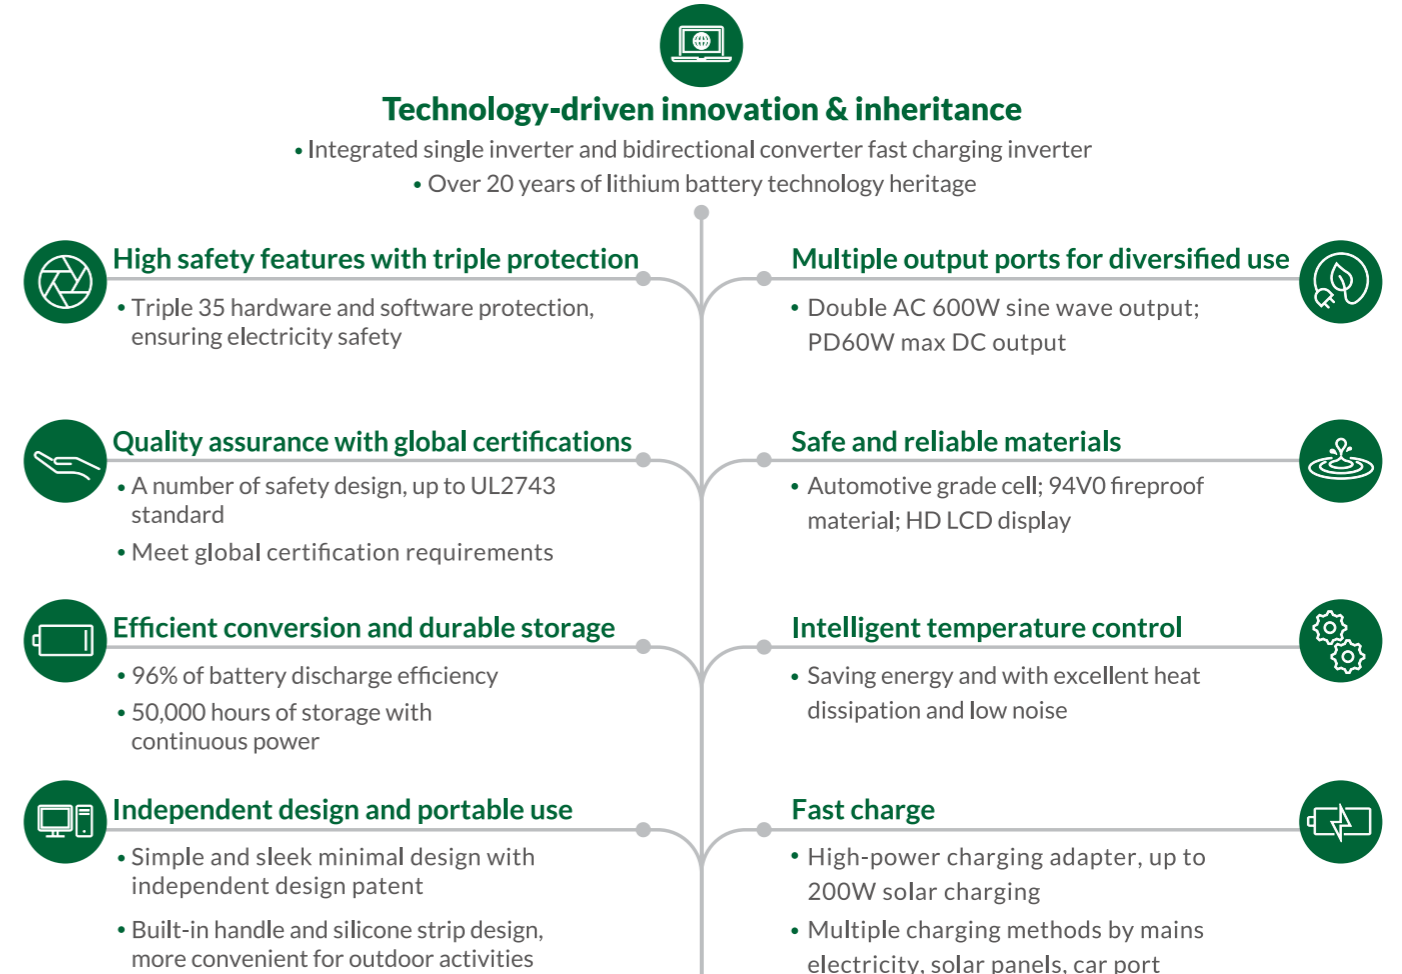 Technology-driven innovation & inheritance
• Integrated single inverter and bidirectional converter fast charging inverter
• Over 20 years of lithium battery technology heritage
High safety features with triple protection
• Triple 35 hardware and software protection,
ensuring electricity safety
Multiple output ports for diversified use
• Double AC 600W sine wave output;
PD60W max DC output
Quality assurance with global certifications
• A number of safety design, up to UL2743
standard
• Meet global certification requirements
Safe and reliable materials
• Automotive grade cell; 94V0 fireproof
material; HD LCD display
Efficient conversion and durable storage
• 96% of battery discharge efficiency
• 50,000 hours of storage with
continuous power
Intelligent temperature control
• Saving energy and with excellent heat
dissipation and low noise
Independent design and portable use
• Simple and sleek minimal design with
independent design patent
• Built-in handle and silicone strip design,
more convenient for outdoor activities
Fast charge
• High-power charging adapter, up to
200W solar charging
• Multiple charging methods by mains
electricity, solar panels, car port